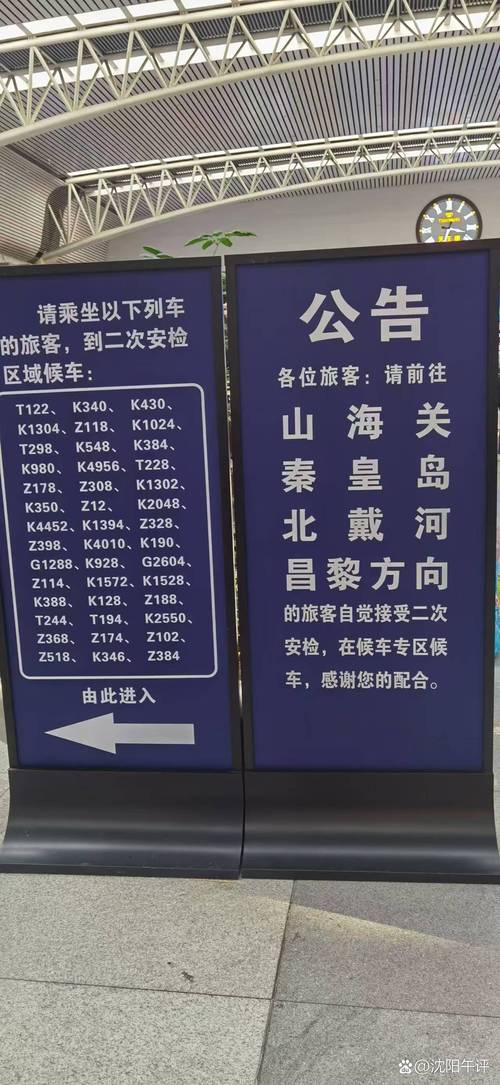 请乘坐以下列车
的旅客，到二次安检
区域候车：
T122、 K340、 K430、
K1304、Z118、 K1024、
T298、 K548、 K384、
K980、 K4956、T228、
Z178、 Z308、 K1302、
K350、 Z12、 K2048、
K4452、K1394、Z328、
Z398、 K4010、K190、
G1288、K928、 G2604、
Z114、 K1572、K1528、
K388、 K128、 Z188、
T244、 T194、 K2550、
Z368、 Z174、 Z102、
Z518、 K346、 Z384
由此进入
公告
各位旅客：请前往
山海关
秦皇岛
北戴河
昌黎方向
的旅客自觉接受二次
安检，在候车专区候
车，感谢您的配合。
@沈阳午评